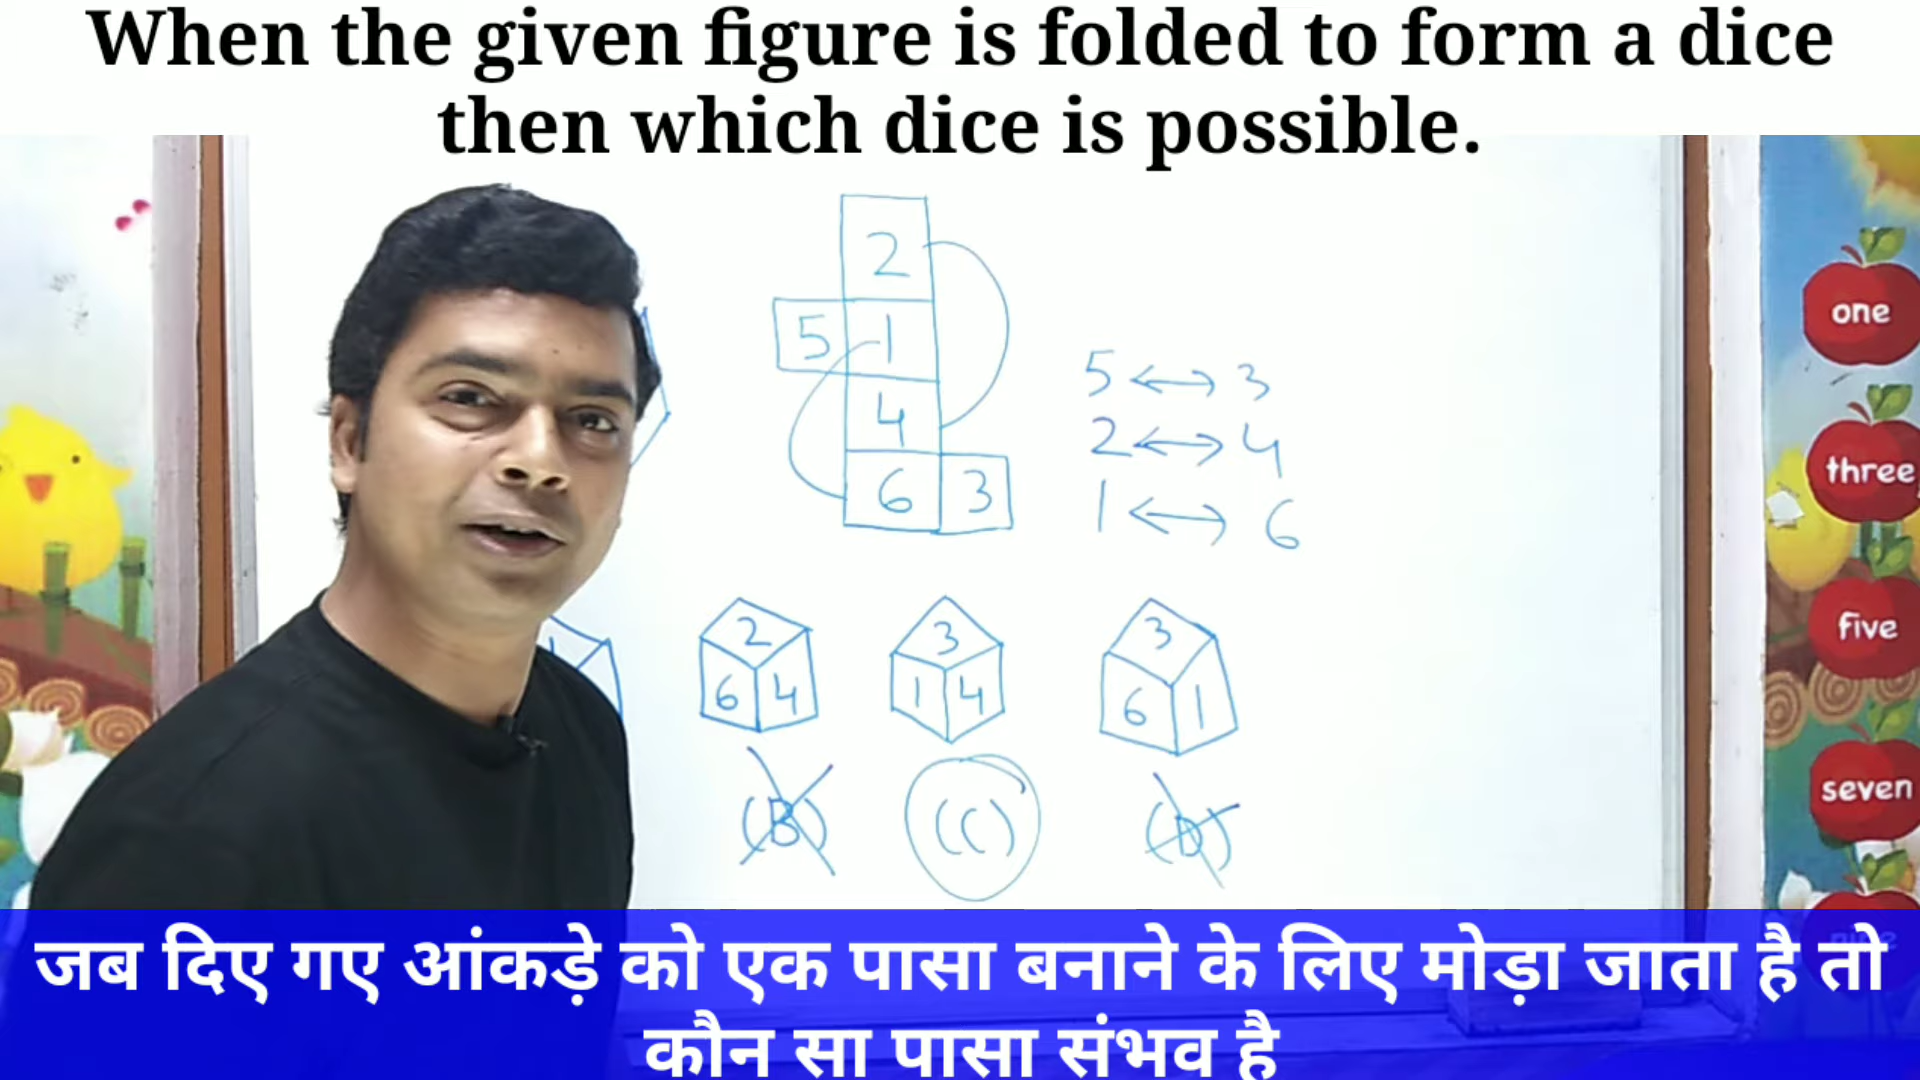 When the given figure is folded to form a dice
then which dice is possible.
2
5 1
4
6 3
5 ↔ 3
2 ↔ 4
1 ↔ 6
2
6 4
3
1 4
3
6 1
(B)
(C)
(D)
one
three
five
seven
जब दिए गए आंकड़े को एक पासा बनाने के लिए मोड़ा जाता है तो
कौन सा पासा संभव है